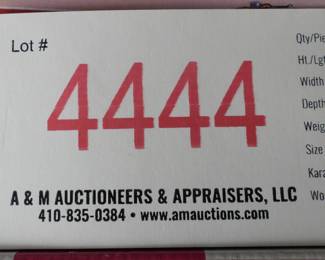 Lot #
4444
A & M AUCTIONEERS & APPRAISERS, LLC
410-835-0384 • www.amauctions.com
Qty/Pie
Ht./Lgt
Width
Depth
Weig
Size
Kara
Wo